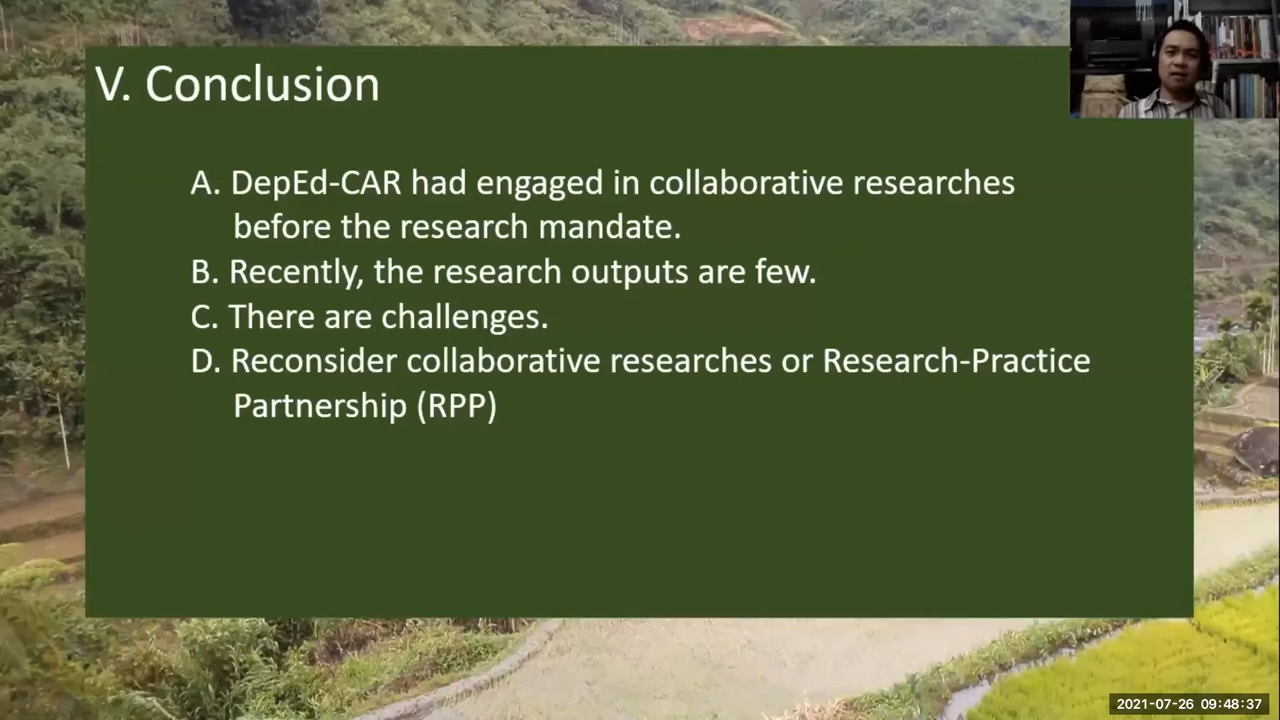 V. Conclusion
A. DepEd-CAR had engaged in collaborative researches
before the research mandate.
B. Recently, the research outputs are few.
C. There are challenges.
D. Reconsider collaborative researches or Research-Practice
Partnership (RPP)
2021-07-26 09:48:37